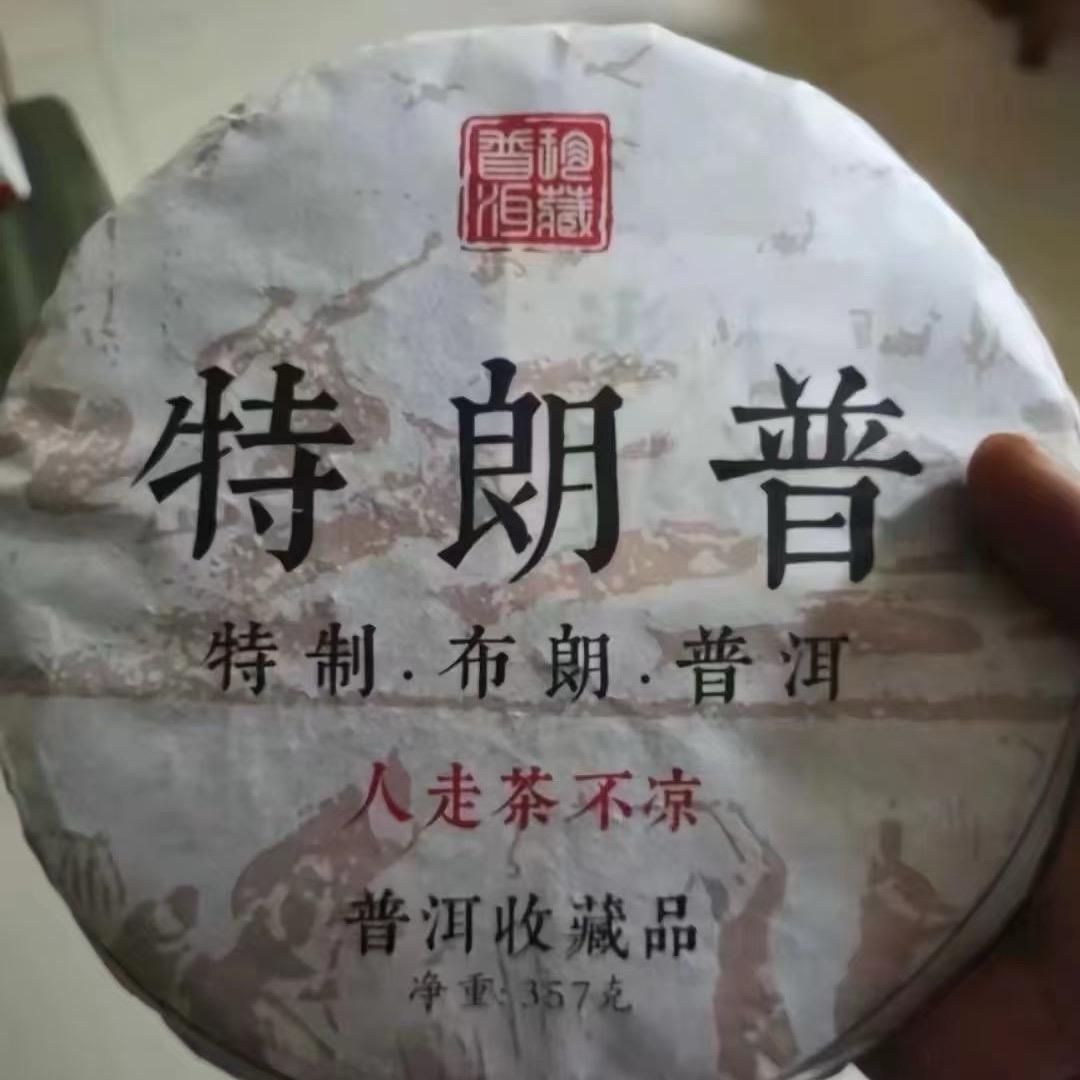 珍藏
普洱
特朗普
特制·布朗·普洱
人走茶不凉
普洱收藏品
净重:357克